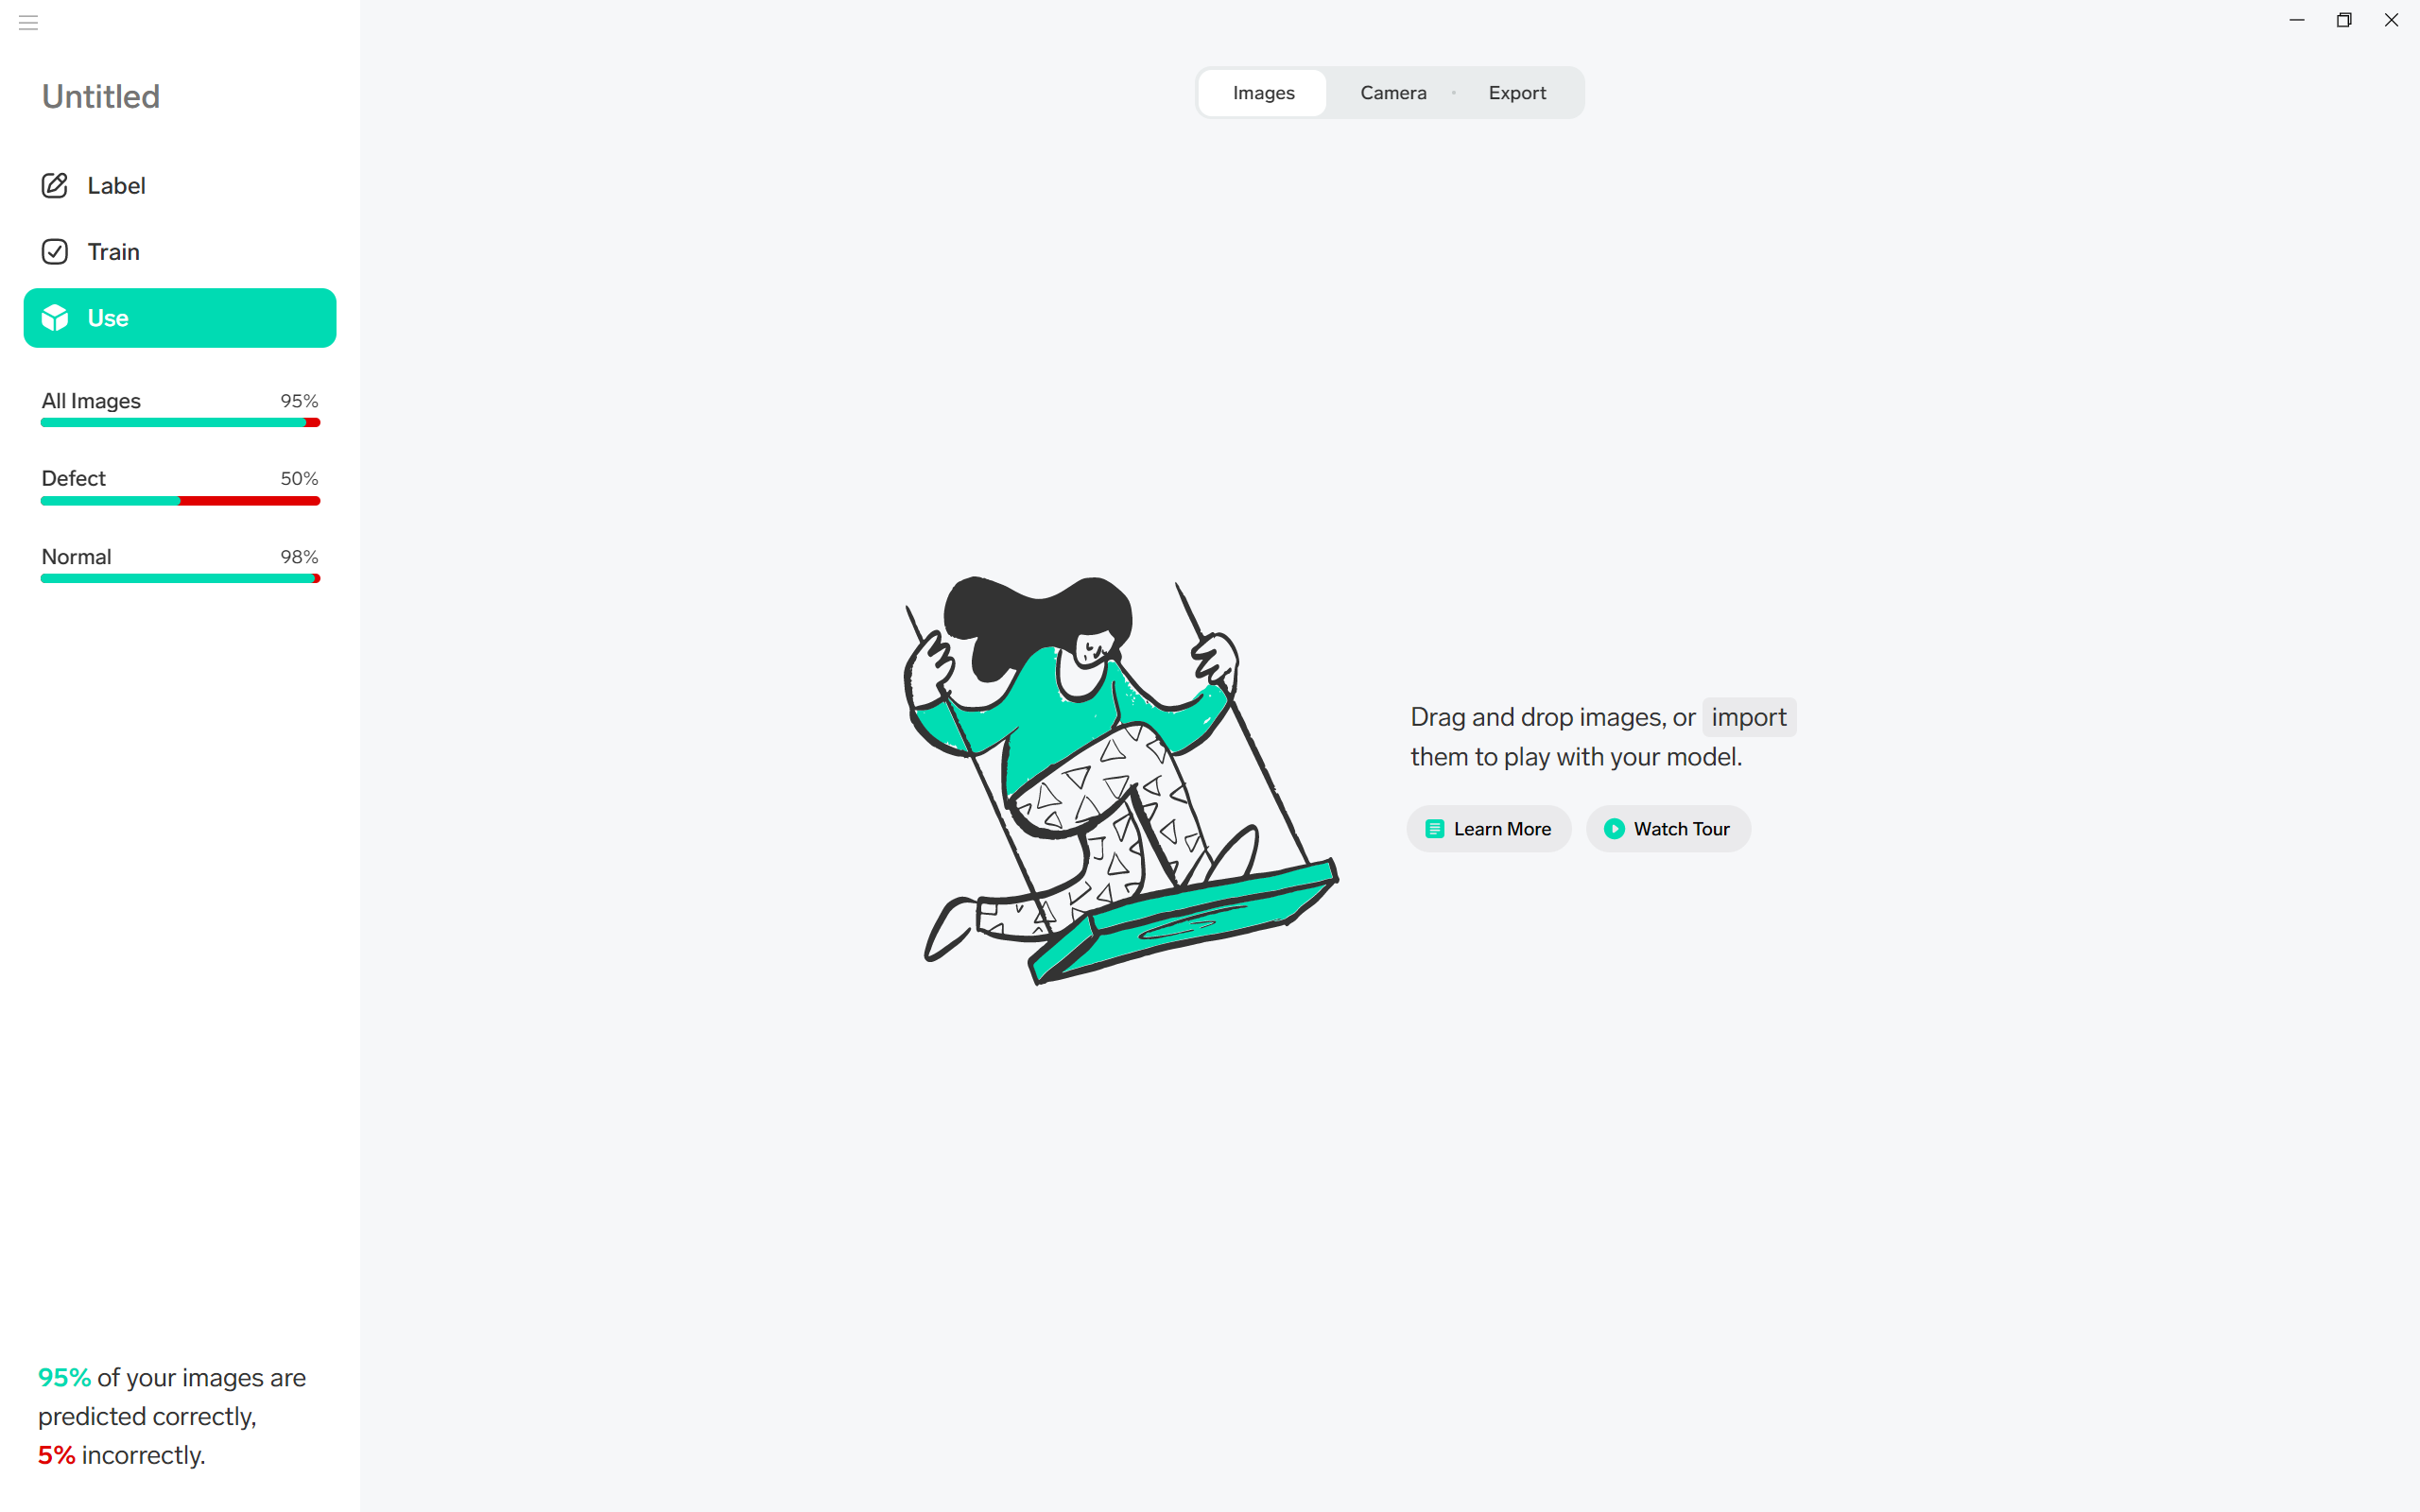 Untitled
Label
Train
Use
All Images 95%
Defect 50%
Normal 98%
95% of your images are
predicted correctly,
5% incorrectly.
Images Camera Export
Drag and drop images, or import
them to play with your model.
Learn More Watch Tour